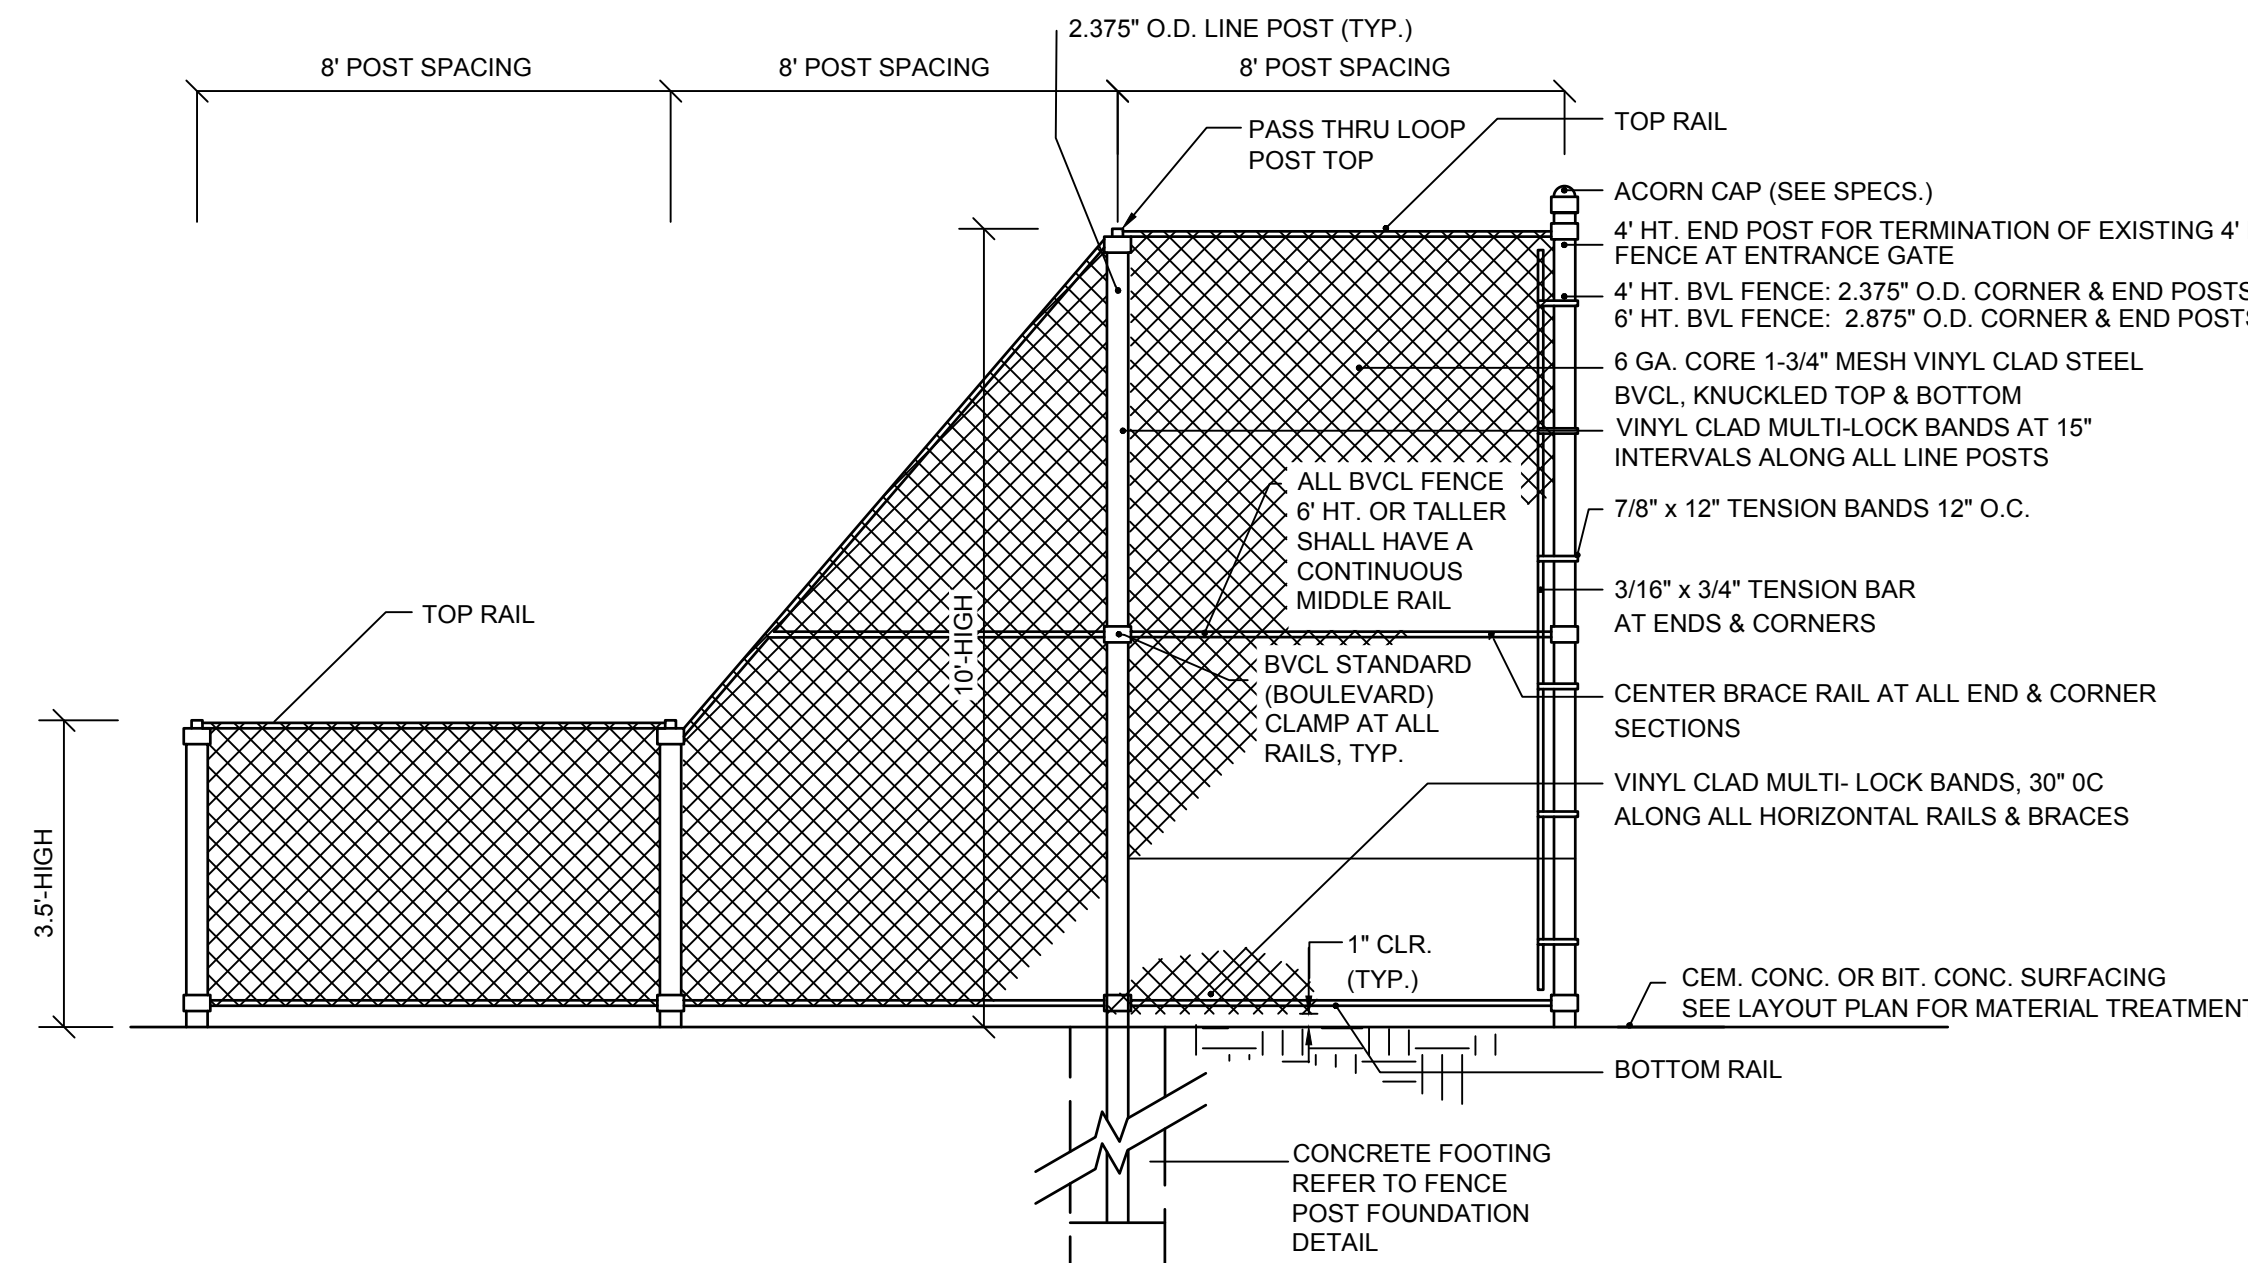 2.375" O.D. LINE POST (TYP.)
8' POST SPACING
8' POST SPACING
8' POST SPACING
PASS THRU LOOP
POST TOP
TOP RAIL
ACORN CAP (SEE SPECS.)
4' HT. END POST FOR TERMINATION OF EXISTING 4'
FENCE AT ENTRANCE GATE
4' HT. BVL FENCE: 2.375" O.D. CORNER & END POSTS
6' HT. BVL FENCE: 2.875" O.D. CORNER & END POSTS
6 GA. CORE 1-3/4" MESH VINYL CLAD STEEL
BVCL, KNUCKLED TOP & BOTTOM
VINYL CLAD MULTI-LOCK BANDS AT 15"
INTERVALS ALONG ALL LINE POSTS
ALL BVCL FENCE
6' HT. OR TALLER
SHALL HAVE A
CONTINUOUS
MIDDLE RAIL
7/8" x 12" TENSION BANDS 12" O.C.
3/16" x 3/4" TENSION BAR
AT ENDS & CORNERS
TOP RAIL
10'-HIGH
BVCL STANDARD
(BOULEVARD)
CLAMP AT ALL
RAILS, TYP.
CENTER BRACE RAIL AT ALL END & CORNER
SECTIONS
VINYL CLAD MULTI- LOCK BANDS, 30" 0C
ALONG ALL HORIZONTAL RAILS & BRACES
3.5'-HIGH
1" CLR.
(TYP.)
CEM. CONC. OR BIT. CONC. SURFACING
SEE LAYOUT PLAN FOR MATERIAL TREATMENT
BOTTOM RAIL
CONCRETE FOOTING
REFER TO FENCE
POST FOUNDATION
DETAIL